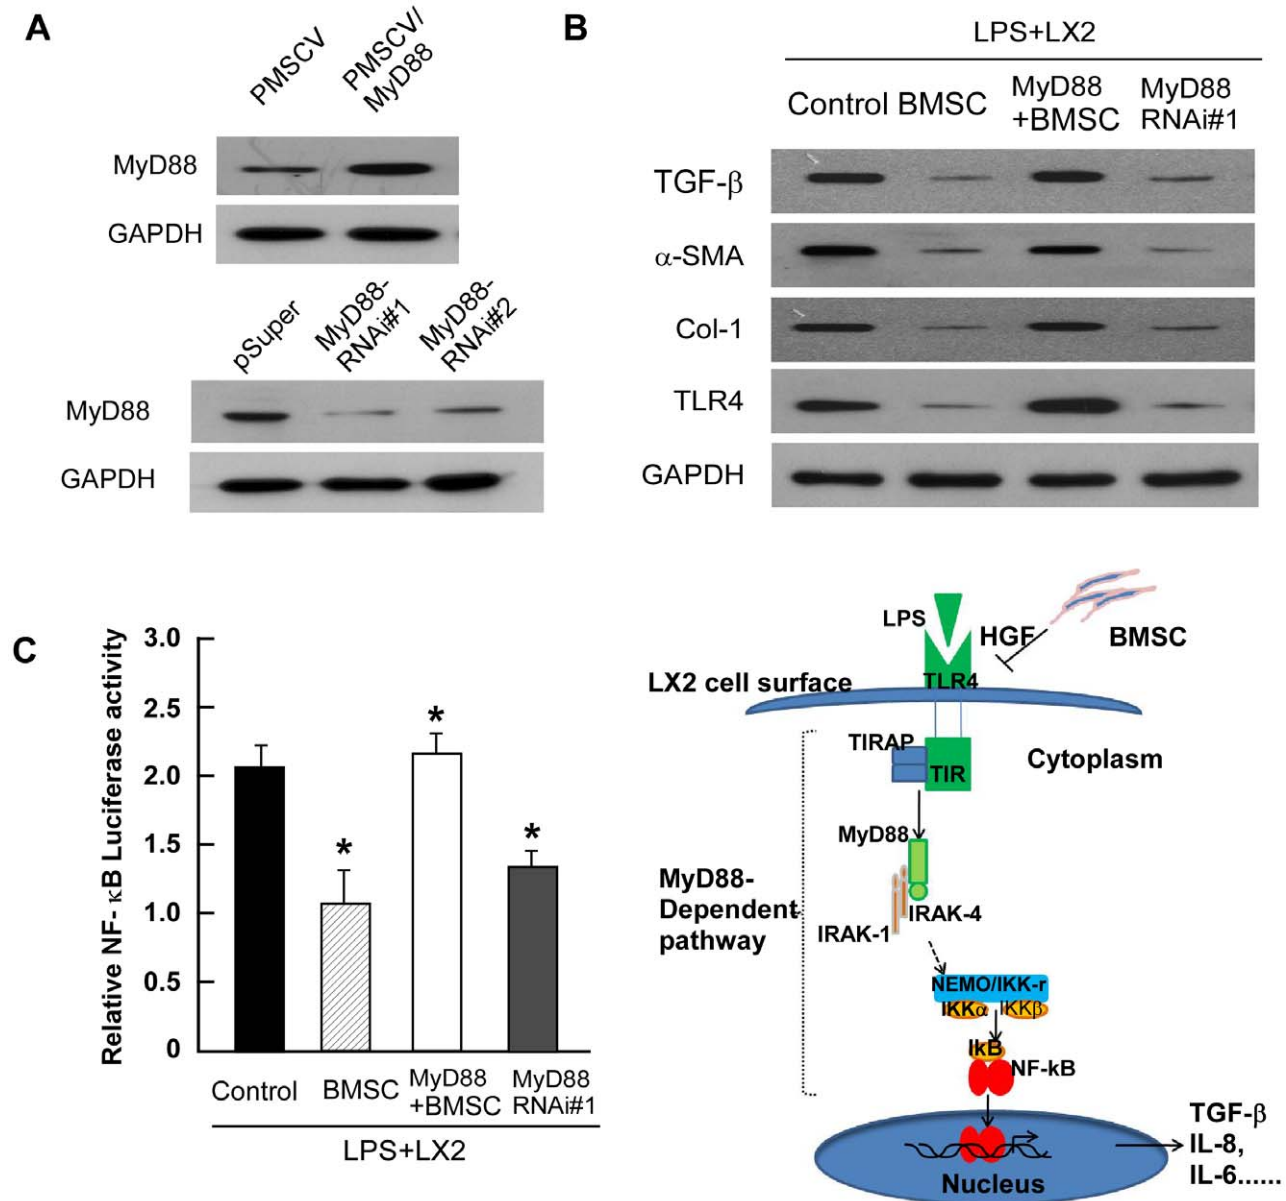 A
PMSCV
PMSCV/
MyD88
MyD88
GAPDH
pSuper
MyD88-
RNAi#1
MyD88-
RNAi#2
MyD88
GAPDH
B
LPS+LX2
Control
BMSC
MyD88
+BMSC
MyD88
RNAi#1
TGF-β
α-SMA
Col-1
TLR4
GAPDH
C
Relative NF- κB Luciferase activity
3.0
2.5
2.0
1.5
1.0
0.5
0
*
*
*
Control
BMSC
MyD88
+BMSC
MyD88
RNAi#1
LPS+LX2
LPS
HGF
BMSC
LX2 cell surface
TLR4
TIRAP
TIR
Cytoplasm
MyD88
MyD88-
Dependent
pathway
IRAK-4
IRAK-1
NEMO/IKK-r
IKKα
IKKβ
IkB
NF-kB
Nucleus
TGF-β
IL-8,
IL-6......